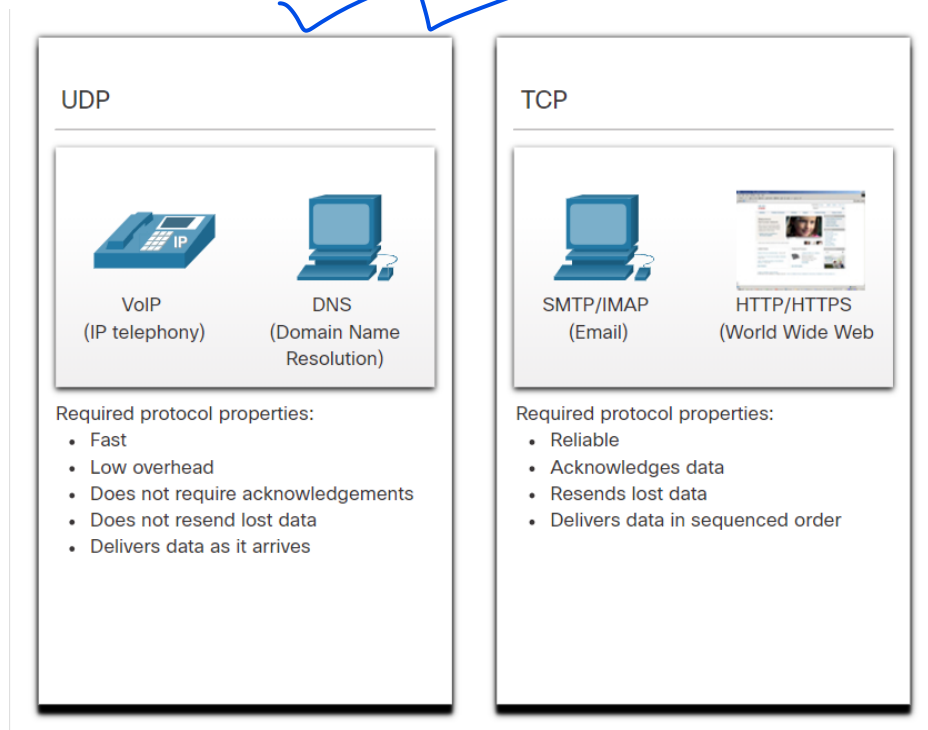 UDP
IP
VoIP
(IP telephony)
DNS
(Domain Name
Resolution)
Required protocol properties:
• Fast
• Low overhead
• Does not require acknowledgements
• Does not resend lost data
• Delivers data as it arrives
TCP
SMTP/IMAP
(Email)
HTTP/HTTPS
(World Wide Web
Required protocol properties:
• Reliable
• Acknowledges data
• Resends lost data
• Delivers data in sequenced order